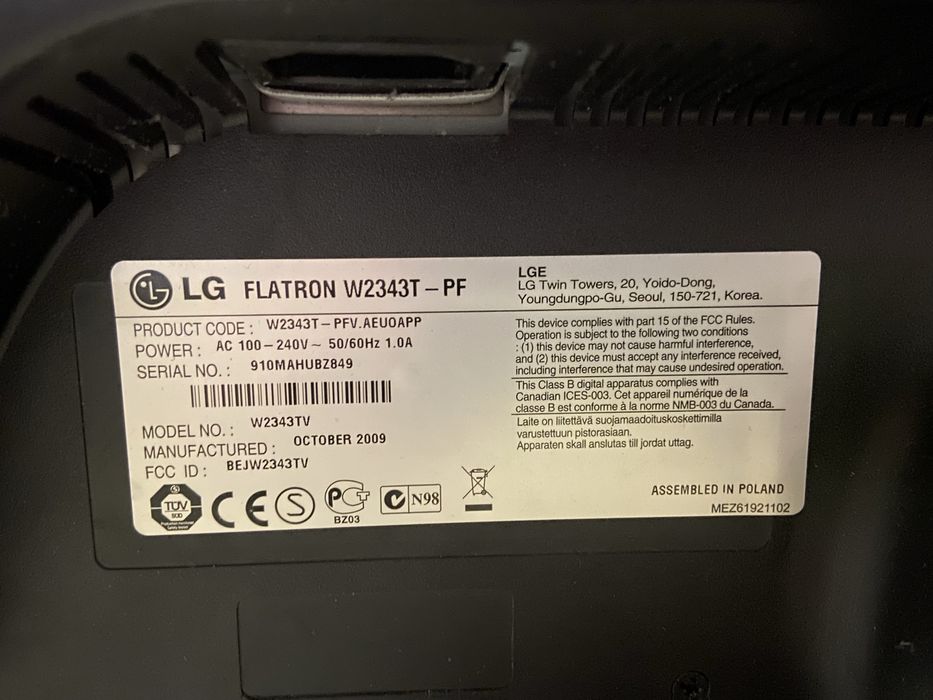 LG FLATRON W2343T-PF
PRODUCT CODE : W2343T-PFV.AEUOAPP
POWER : AC 100-240V~ 50/60Hz 1.0A
SERIAL NO. : 910MAHUBZ849
MODEL NO. : W2343TV
MANUFACTURED : OCTOBER 2009
FCC ID : BEJW2343TV
TÜV
SÜD
CE
S
PCT
BZ03
N98
LGE
LG Twin Towers, 20, Yoido-Dong,
Youngdungpo-Gu, Seoul, 150-721, Korea.
This device complies with part 15 of the FCC Rules.
Operation is subject to the following two conditions
: (1) this device may not cause harmful interference,
and (2) this device must accept any interference received,
including interference that may cause undesired operation.
This Class B digital apparatus complies with
Canadian ICES-003. Cet appareil numérique de la
classe B est conforme à la norme NMB-003 du Canada.
Laite on liitettävä suojamaadoituskoskettimilla
varustettuun pistorasiaan.
Apparaten skall anslutas till jordat uttag.
ASSEMBLED IN POLAND
MEZ61921102